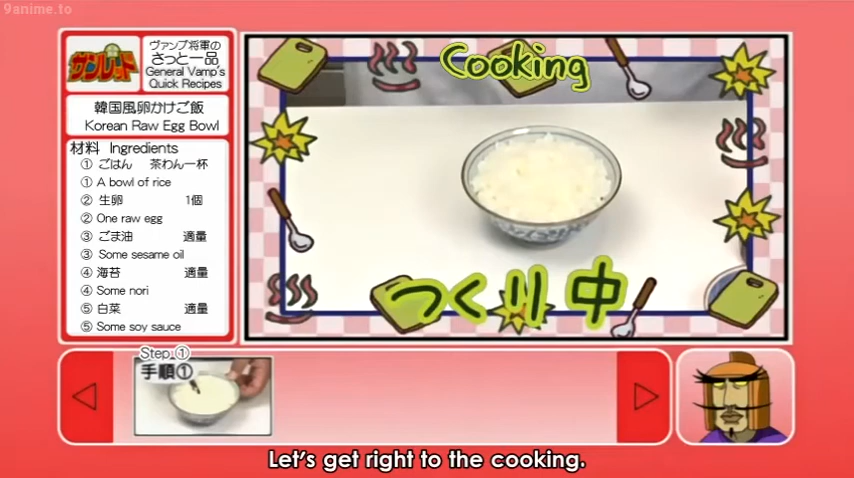 9anime.to
サンレッド
ヴァンプ将軍の
さっと一品
General Vamp's
Quick Recipes
韓国風卵かけご飯
Korean Raw Egg Bowl
材料 Ingredients
① ごはん 茶わん一杯
① A bowl of rice
② 生卵 1個
② One raw egg
③ ごま油 適量
③ Some sesame oil
④ 海苔 適量
④ Some nori
⑤ 白菜 適量
⑤ Some soy sauce
Cooking
つくり中
Step ①
手順①
Let's get right to the cooking.